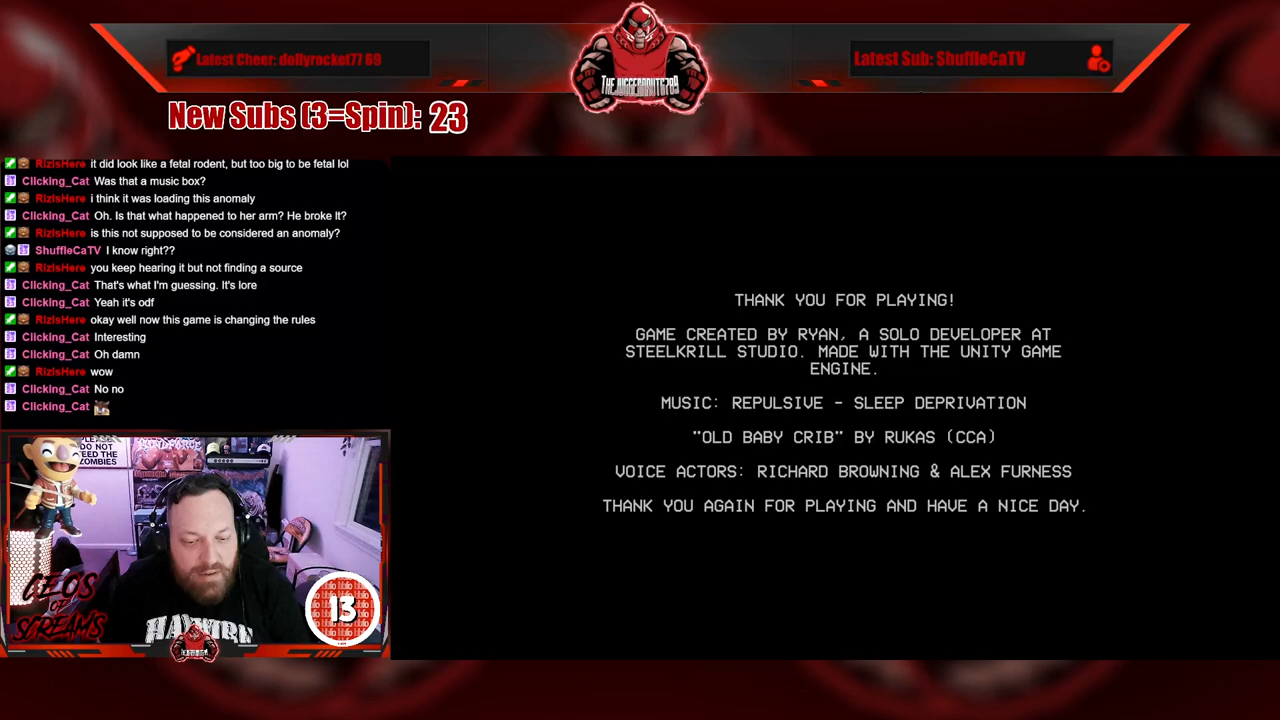 Latest Cheer: dollyrocket77 89
THEJUGGERNAUT6789
Latest Sub: ShuffleCaTV
New Subs (3=Spin): 23
RizIsHere it did look like a fetal rodent, but too big to be fetal lol
Clicking_Cat Was that a music box?
RizIsHere i think it was loading this anomaly
Clicking_Cat Oh. Is that what happened to her arm? He broke It?
RizIsHere is this not supposed to be considered an anomaly?
ShuffleCaTV I know right??
RizIsHere you keep hearing it but not finding a source
Clicking_Cat That's what I'm guessing. It's lore
Clicking_Cat Yeah it's odf
RizIsHere okay well now this game is changing the rules
Clicking_Cat Interesting
Clicking_Cat Oh damn
RizIsHere wow
Clicking_Cat No no
Clicking_Cat
THANK YOU FOR PLAYING!
GAME CREATED BY RYAN, A SOLO DEVELOPER AT
STEELKRILL STUDIO. MADE WITH THE UNITY GAME
ENGINE.
MUSIC: REPULSIVE - SLEEP DEPRIVATION
"OLD BABY CRIB" BY RUKAS (CCA)
VOICE ACTORS: RICHARD BROWNING & ALEX FURNESS
THANK YOU AGAIN FOR PLAYING AND HAVE A NICE DAY.
PLEASE
DO NOT
FEED THE
ZOMBIES
CEO'S
OF
SCREAMS
13